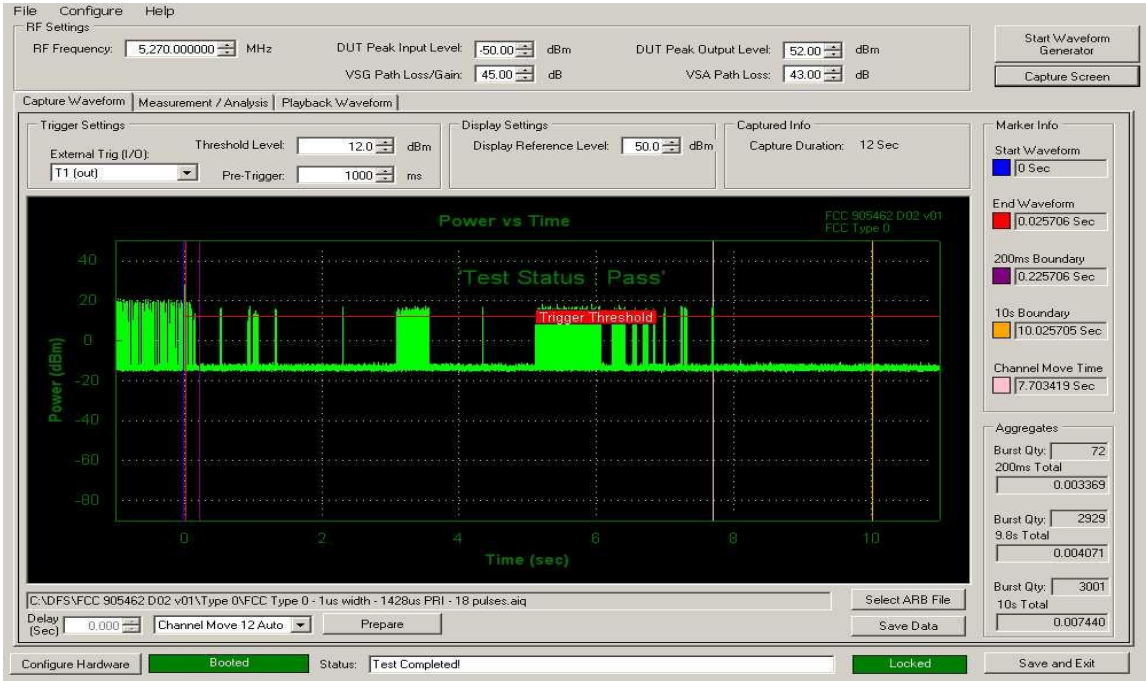 File Configure Help
RF Settings
RF Frequency: 5,270.000000 MHz DUT Peak Input Level: -50.00 dBm DUT Peak Output Level: 52.00 dBm
VSG Path Loss/Gain: 45.00 dB VSA Path Loss: 43.00 dB
Start Waveform Generator
Capture Screen
Capture Waveform Measurement / Analysis Playback Waveform
Trigger Settings
External Trig (I/O):
T1 (out)
Threshold Level: 12.0 dBm
Pre-Trigger: 1000 ms
Display Settings
Display Reference Level: 50.0 dBm
Captured Info
Capture Duration: 12 Sec
Marker Info
Start Waveform
0 Sec
End Waveform
0.025706 Sec
200ms Boundary
0.225706 Sec
10s Boundary
10.025705 Sec
Channel Move Time
7.703419 Sec
Power vs Time
FCC 905462 D02 v01
FCC Type 0
'Test Status : Pass'
Trigger Threshold
Power (dBm)
40
20
0
-20
-40
-60
-80
0 2 4 6 8 10
Time (sec)
Aggregates
Burst Qty: 72
200ms Total
0.003369
Burst Qty: 2929
9.8s Total
0.004071
Burst Qty: 3001
10s Total
0.007440
C:\DFS\FCC 905462 D02 v01\Type 0\FCC Type 0 - 1us width - 1428us PRI - 18 pulses.aiq
Select ARB File
Delay (Sec) 0.000 Channel Move 12 Auto Prepare
Save Data
Configure Hardware Booted Status: Test Completed! Locked Save and Exit